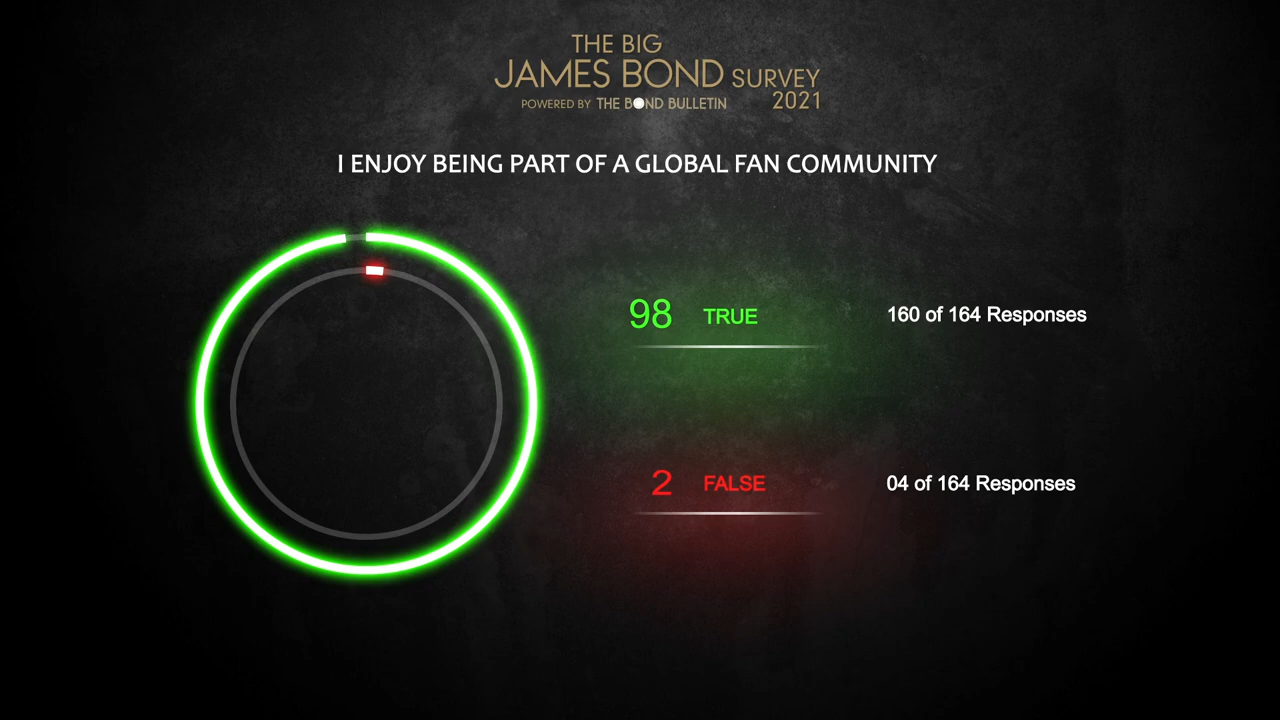 THE BIG
JAMES BOND SURVEY
POWERED BY THE BOND BULLETIN 2021
I ENJOY BEING PART OF A GLOBAL FAN COMMUNITY
98 TRUE 160 of 164 Responses
2 FALSE 04 of 164 Responses